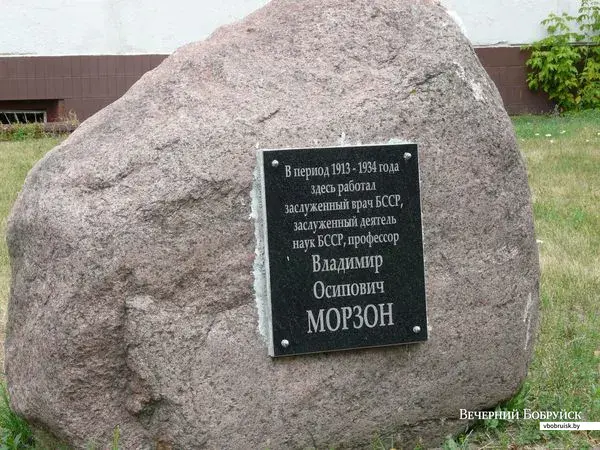 В период 1913 - 1934 года
здесь работал
заслуженный врач БССР,
заслуженный деятель
наук БССР, профессор
Владимир
Осипович
МОРЗОН
Вечерний Бобруйск
vbobruisk.by